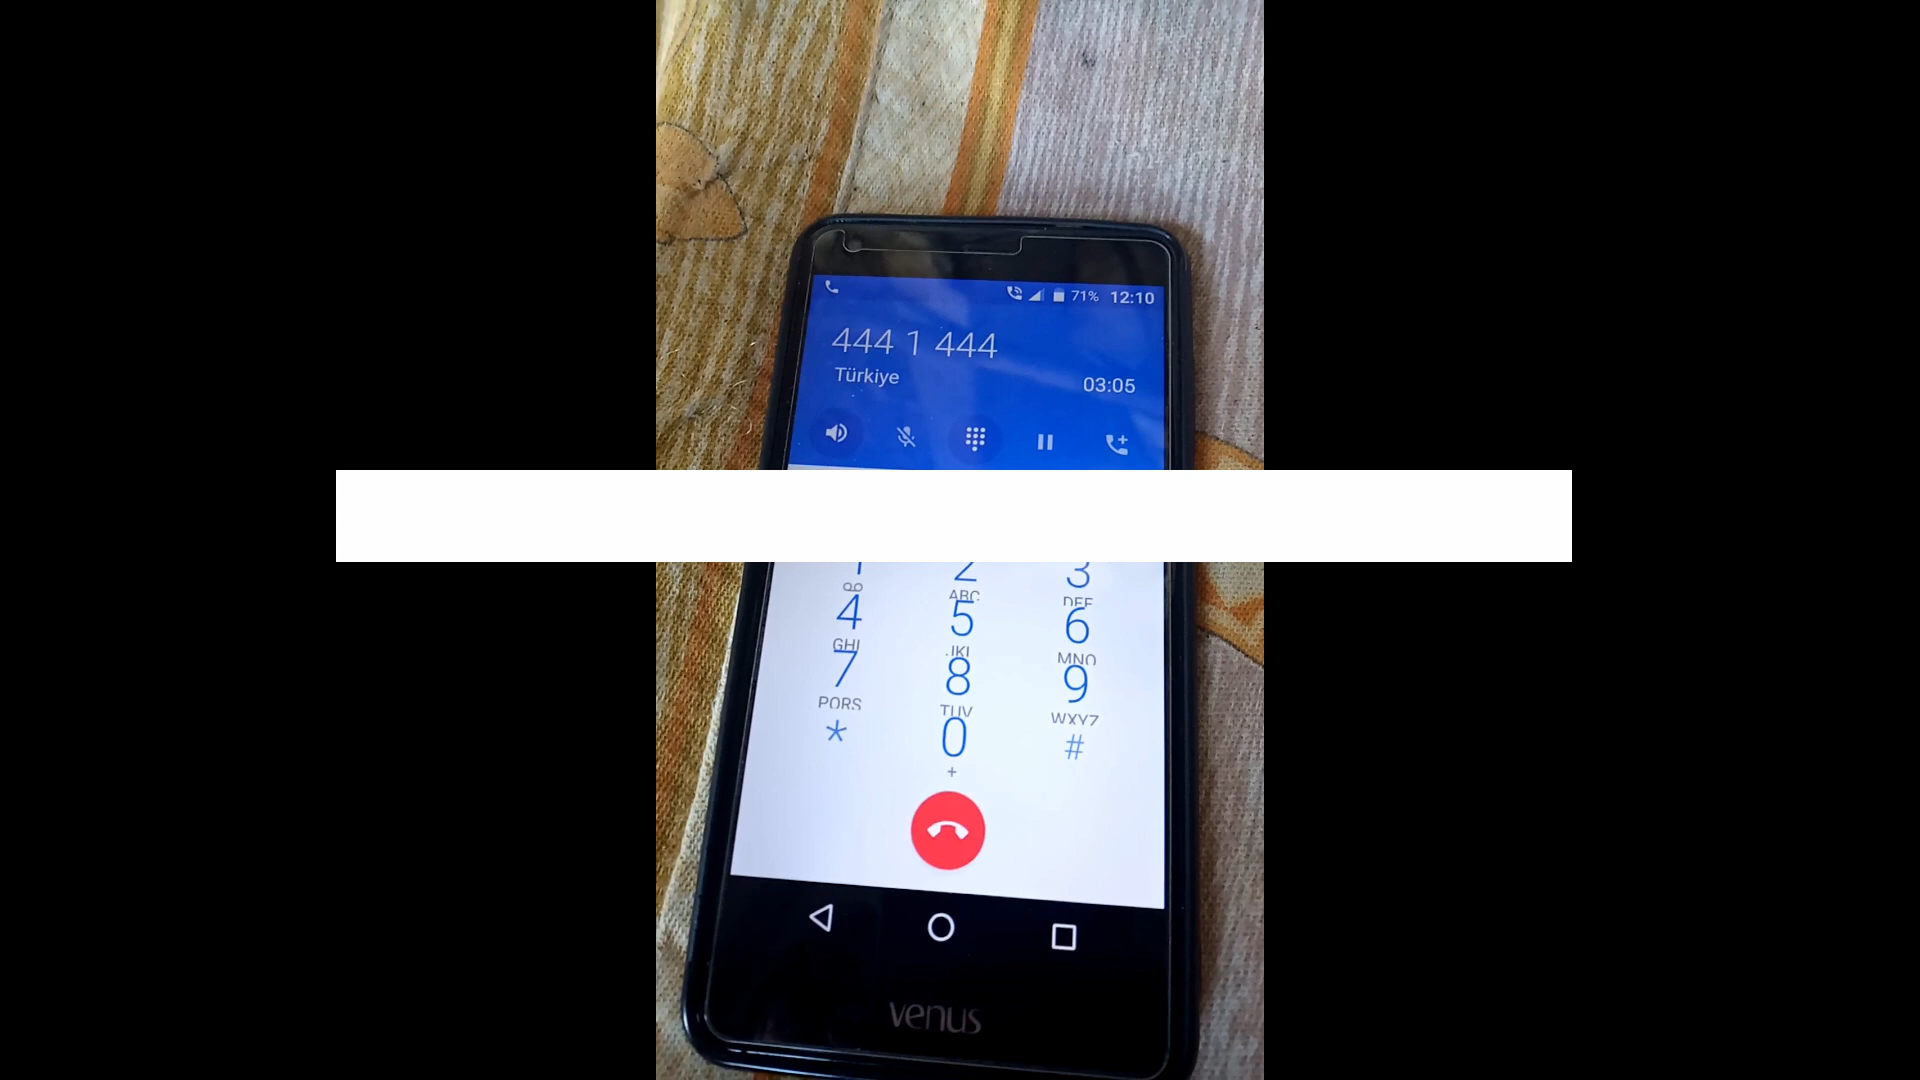 71% 12:10
444 1 444
Türkiye
03:05
1 2 3
ABC DEF
4 5 6
GHI JKL MNO
7 8 9
PQRS TUV WXYZ
* 0 #
+
venus